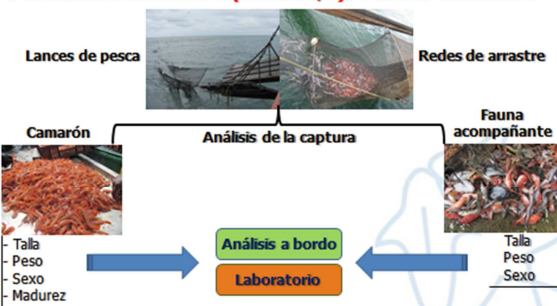 Lances de pesca
Redes de arrastre
Camarón
Análisis de la captura
Fauna
acompañante
Análisis a bordo
Laboratorio
- Talla
- Peso
- Sexo
- Madurez
Talla
Peso
Sexo